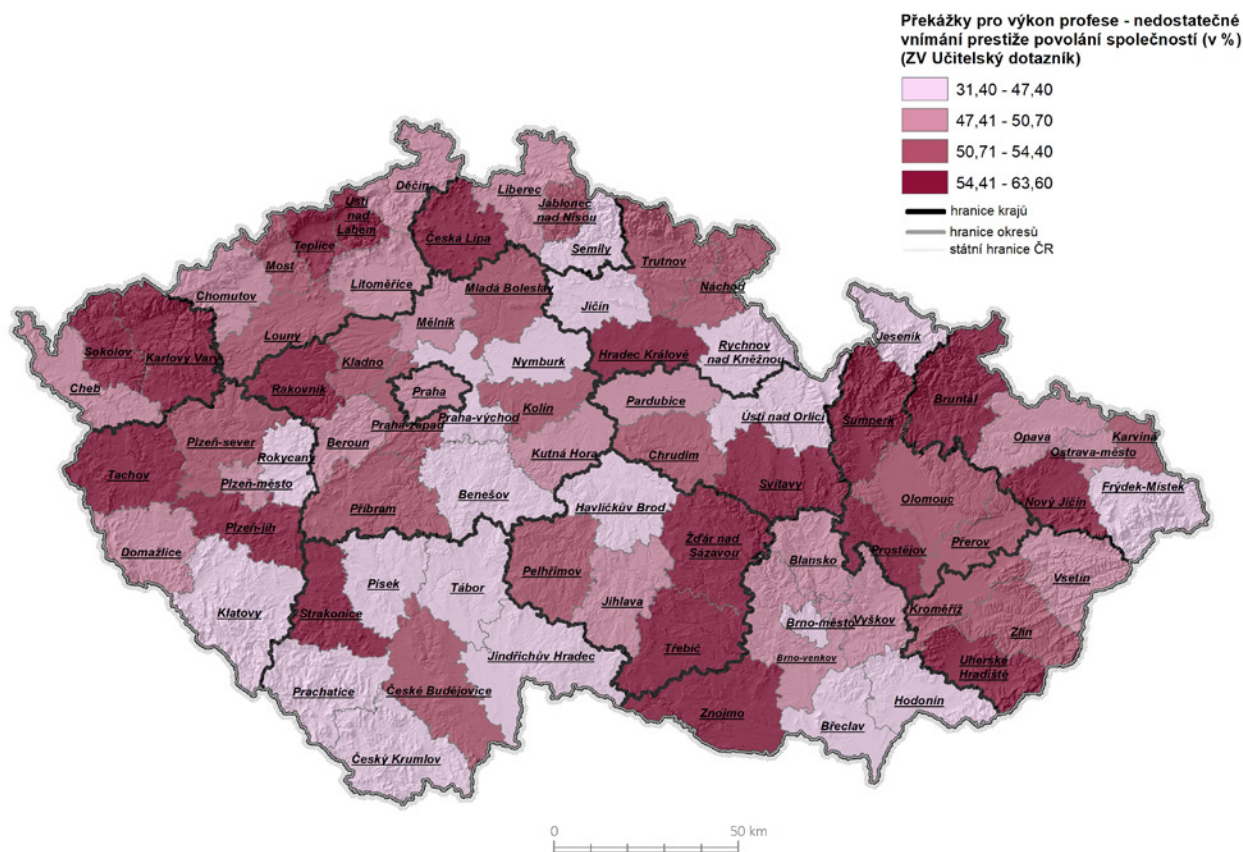 Překážky pro výkon profese - nedostatečné
vnímání prestiže povolání společností (v %)
(ZV Učitelský dotazník)
31,40 - 47,40
47,41 - 50,70
50,71 - 54,40
54,41 - 63,60
hranice krajů
hranice okresů
státní hranice ČR
Děčín
Liberec
Ústí
nad
Labem
Jablonec
nad Nisou
Teplice
Česká Lípa
Semily
Trutnov
Most
Litoměřice
Mladá Boleslav
Náchod
Chomutov
Jičín
Mělník
Louny
Jeseník
Sokolov
Karlovy Vary
Kladno
Nymburk
Hradec Králové
Rychnov
nad Kněžnou
Cheb
Rakovník
Praha
Pardubice
Kolín
Praha-východ
Ústí nad Orlicí
Šumperk
Bruntál
Praha-západ
Plzeň-sever
Beroun
Opava
Karviná
Rokycany
Kutná Hora
Chrudim
Ostrava-město
Tachov
Plzeň-město
Svitavy
Frýdek-Místek
Benešov
Havlíčkův Brod
Olomouc
Nový Jičín
Příbram
Plzeň-jih
Žďár nad
Sázavou
Přerov
Prostějov
Domažlice
Blansko
Pelhřimov
Vsetín
Písek
Tábor
Jihlava
Klatovy
Strakonice
Brno-město
Vyškov
Kroměříž
Zlín
Třebíč
Brno-venkov
Jindřichův Hradec
Uherské
Hradiště
Prachatice
České Budějovice
Hodonín
Znojmo
Břeclav
Český Krumlov
0
50 km